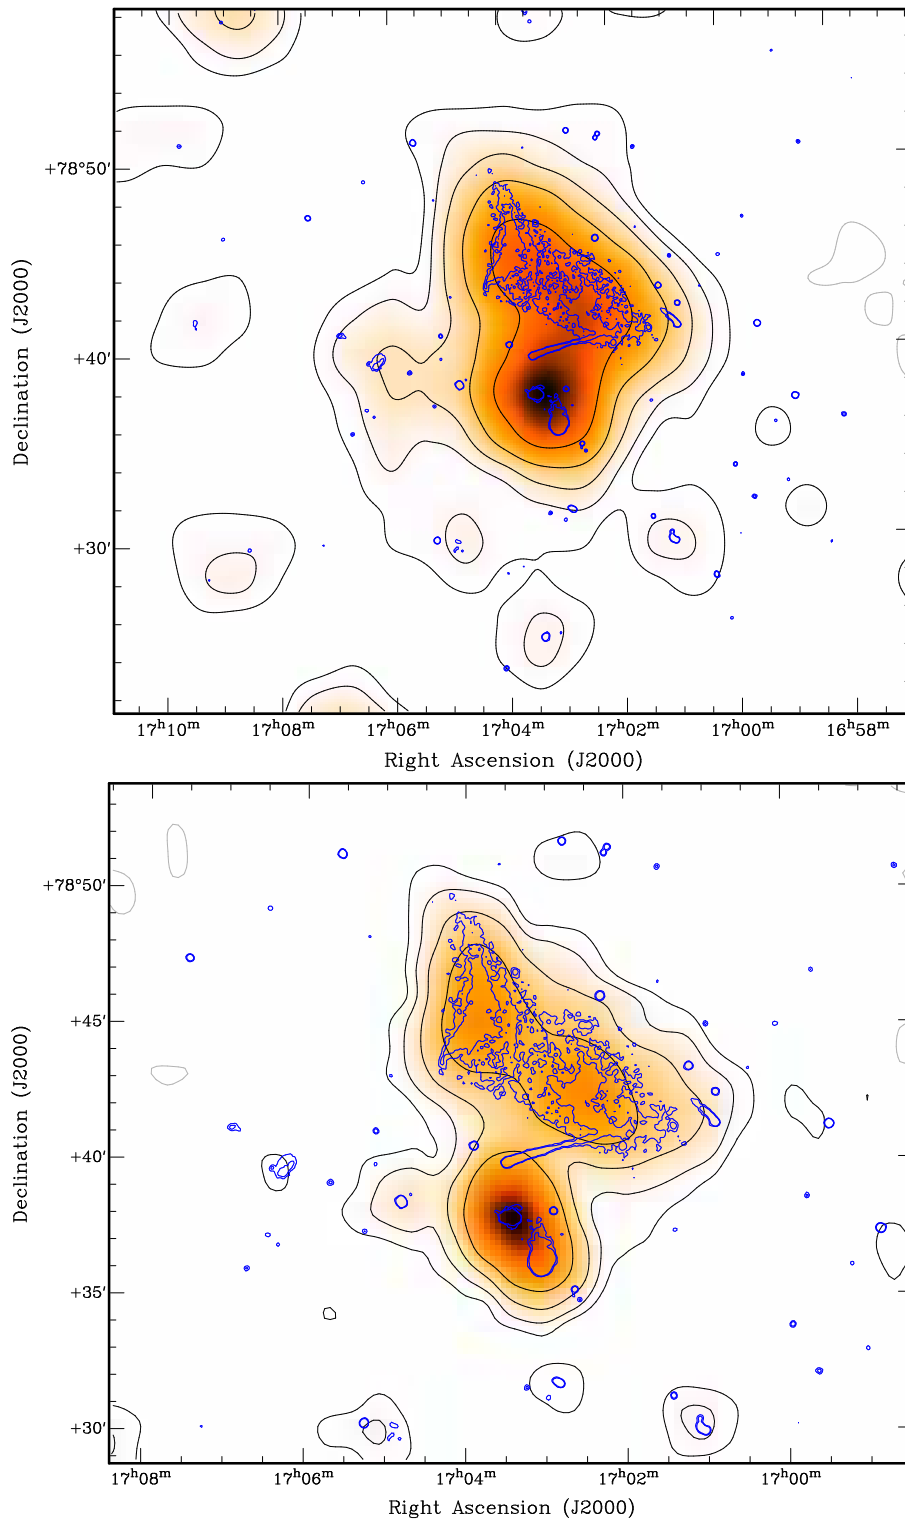 +78°50′
+40′
+30′
Declination (J2000)
17ʰ10ᵐ 17ʰ08ᵐ 17ʰ06ᵐ 17ʰ04ᵐ 17ʰ02ᵐ 17ʰ00ᵐ 16ʰ58ᵐ
Right Ascension (J2000)
+78°50′
+45′
+40′
+35′
+30′
Declination (J2000)
17ʰ08ᵐ 17ʰ06ᵐ 17ʰ04ᵐ 17ʰ02ᵐ 17ʰ00ᵐ
Right Ascension (J2000)